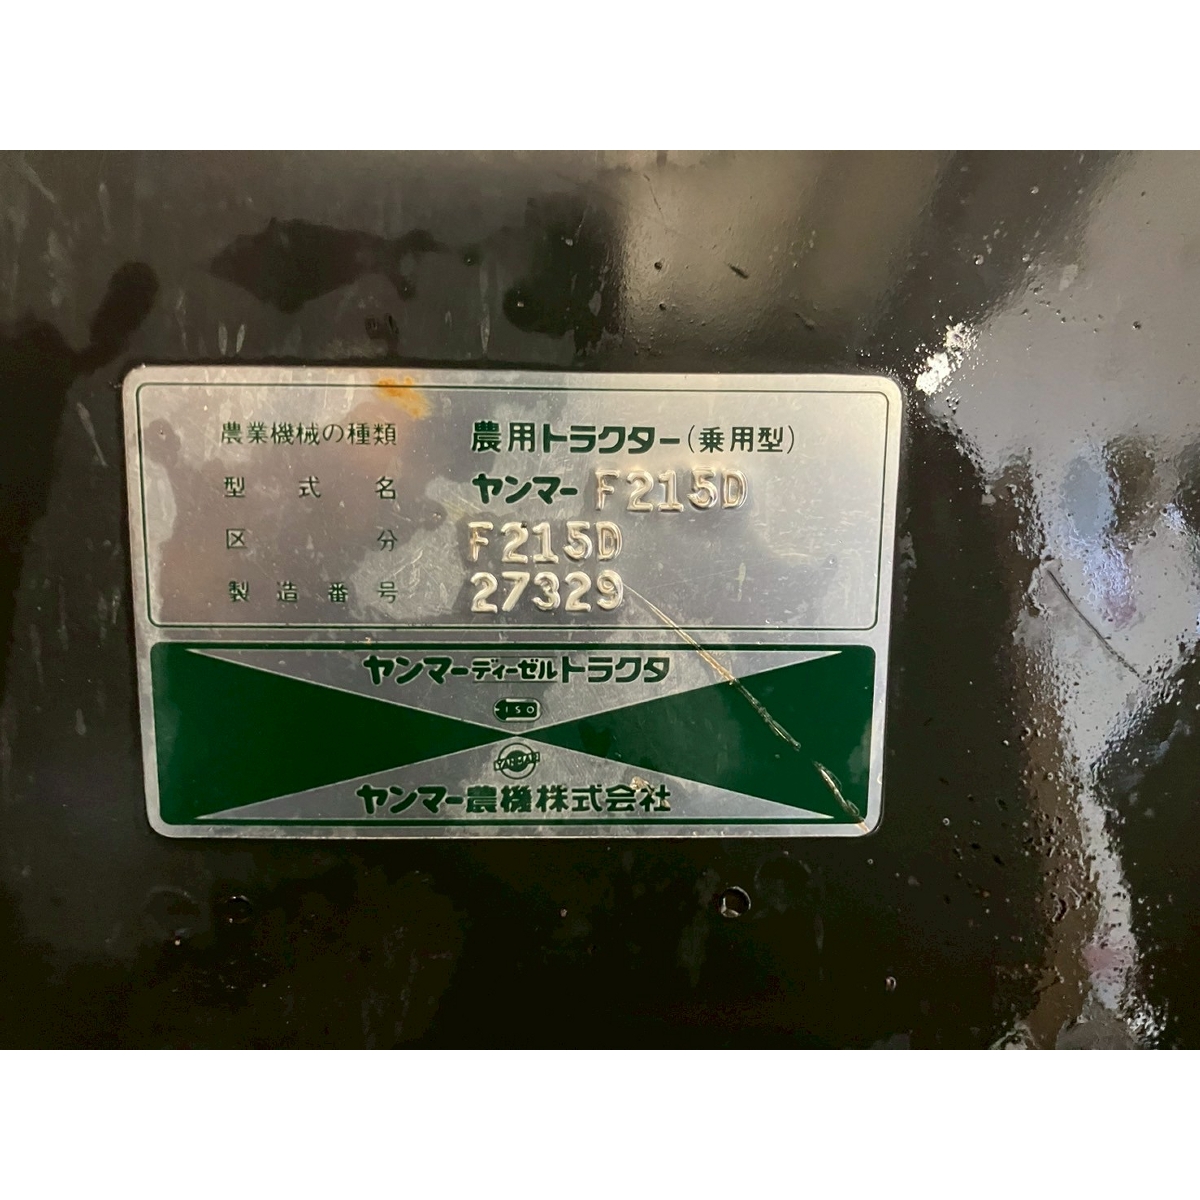 農業機械の種類 農用トラクター(乗用型)
型式名 ヤンマー F215D
区分 F215D
製造番号 27329
ヤンマーディーゼルトラクタ
ISO
YANMAR
ヤンマー農機株式会社